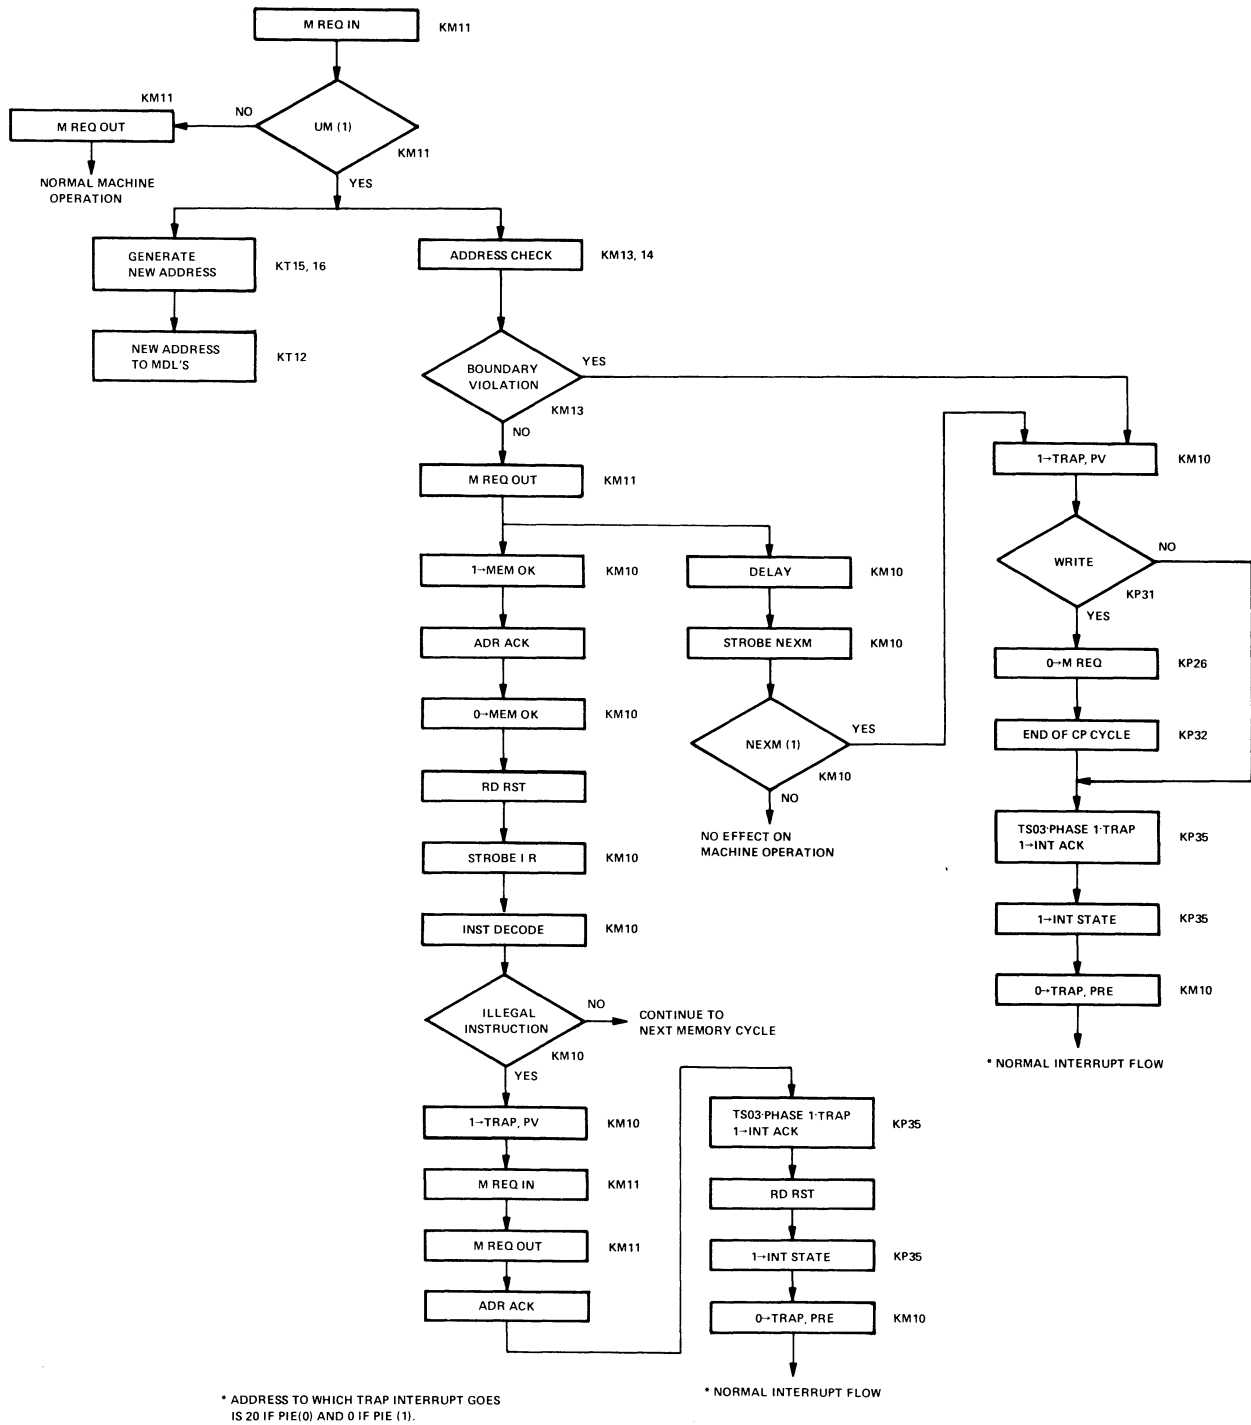 M REQ IN
KM11
KM11
NO
M REQ OUT
UM (1)
KM11
NORMAL MACHINE
OPERATION
YES
GENERATE
NEW ADDRESS
KT15, 16
ADDRESS CHECK
KM13, 14
NEW ADDRESS
TO MDL'S
KT12
BOUNDARY
VIOLATION
YES
KM13
NO
M REQ OUT
KM11
1→TRAP, PV
KM10
1→MEM OK
KM10
DELAY
KM10
WRITE
NO
KP31
YES
ADR ACK
STROBE NEXM
KM10
0→M REQ
KP26
0→MEM OK
KM10
NEXM (1)
YES
KM10
NO
END OF CP CYCLE
KP32
RD RST
NO EFFECT ON
MACHINE OPERATION
TS03·PHASE 1·TRAP
1→INT ACK
KP35
STROBE I R
KM10
INST DECODE
KM10
1→INT STATE
KP35
ILLEGAL
INSTRUCTION
NO
CONTINUE TO
NEXT MEMORY CYCLE
KM10
YES
0→TRAP, PRE
KM10
* NORMAL INTERRUPT FLOW
1→TRAP, PV
KM10
TS03·PHASE 1·TRAP
1→INT ACK
KP35
M REQ IN
KM11
RD RST
M REQ OUT
KM11
1→INT STATE
KP35
ADR ACK
0→TRAP, PRE
KM10
* NORMAL INTERRUPT FLOW
* ADDRESS TO WHICH TRAP INTERRUPT GOES
IS 20 IF PIE(0) AND 0 IF PIE (1).